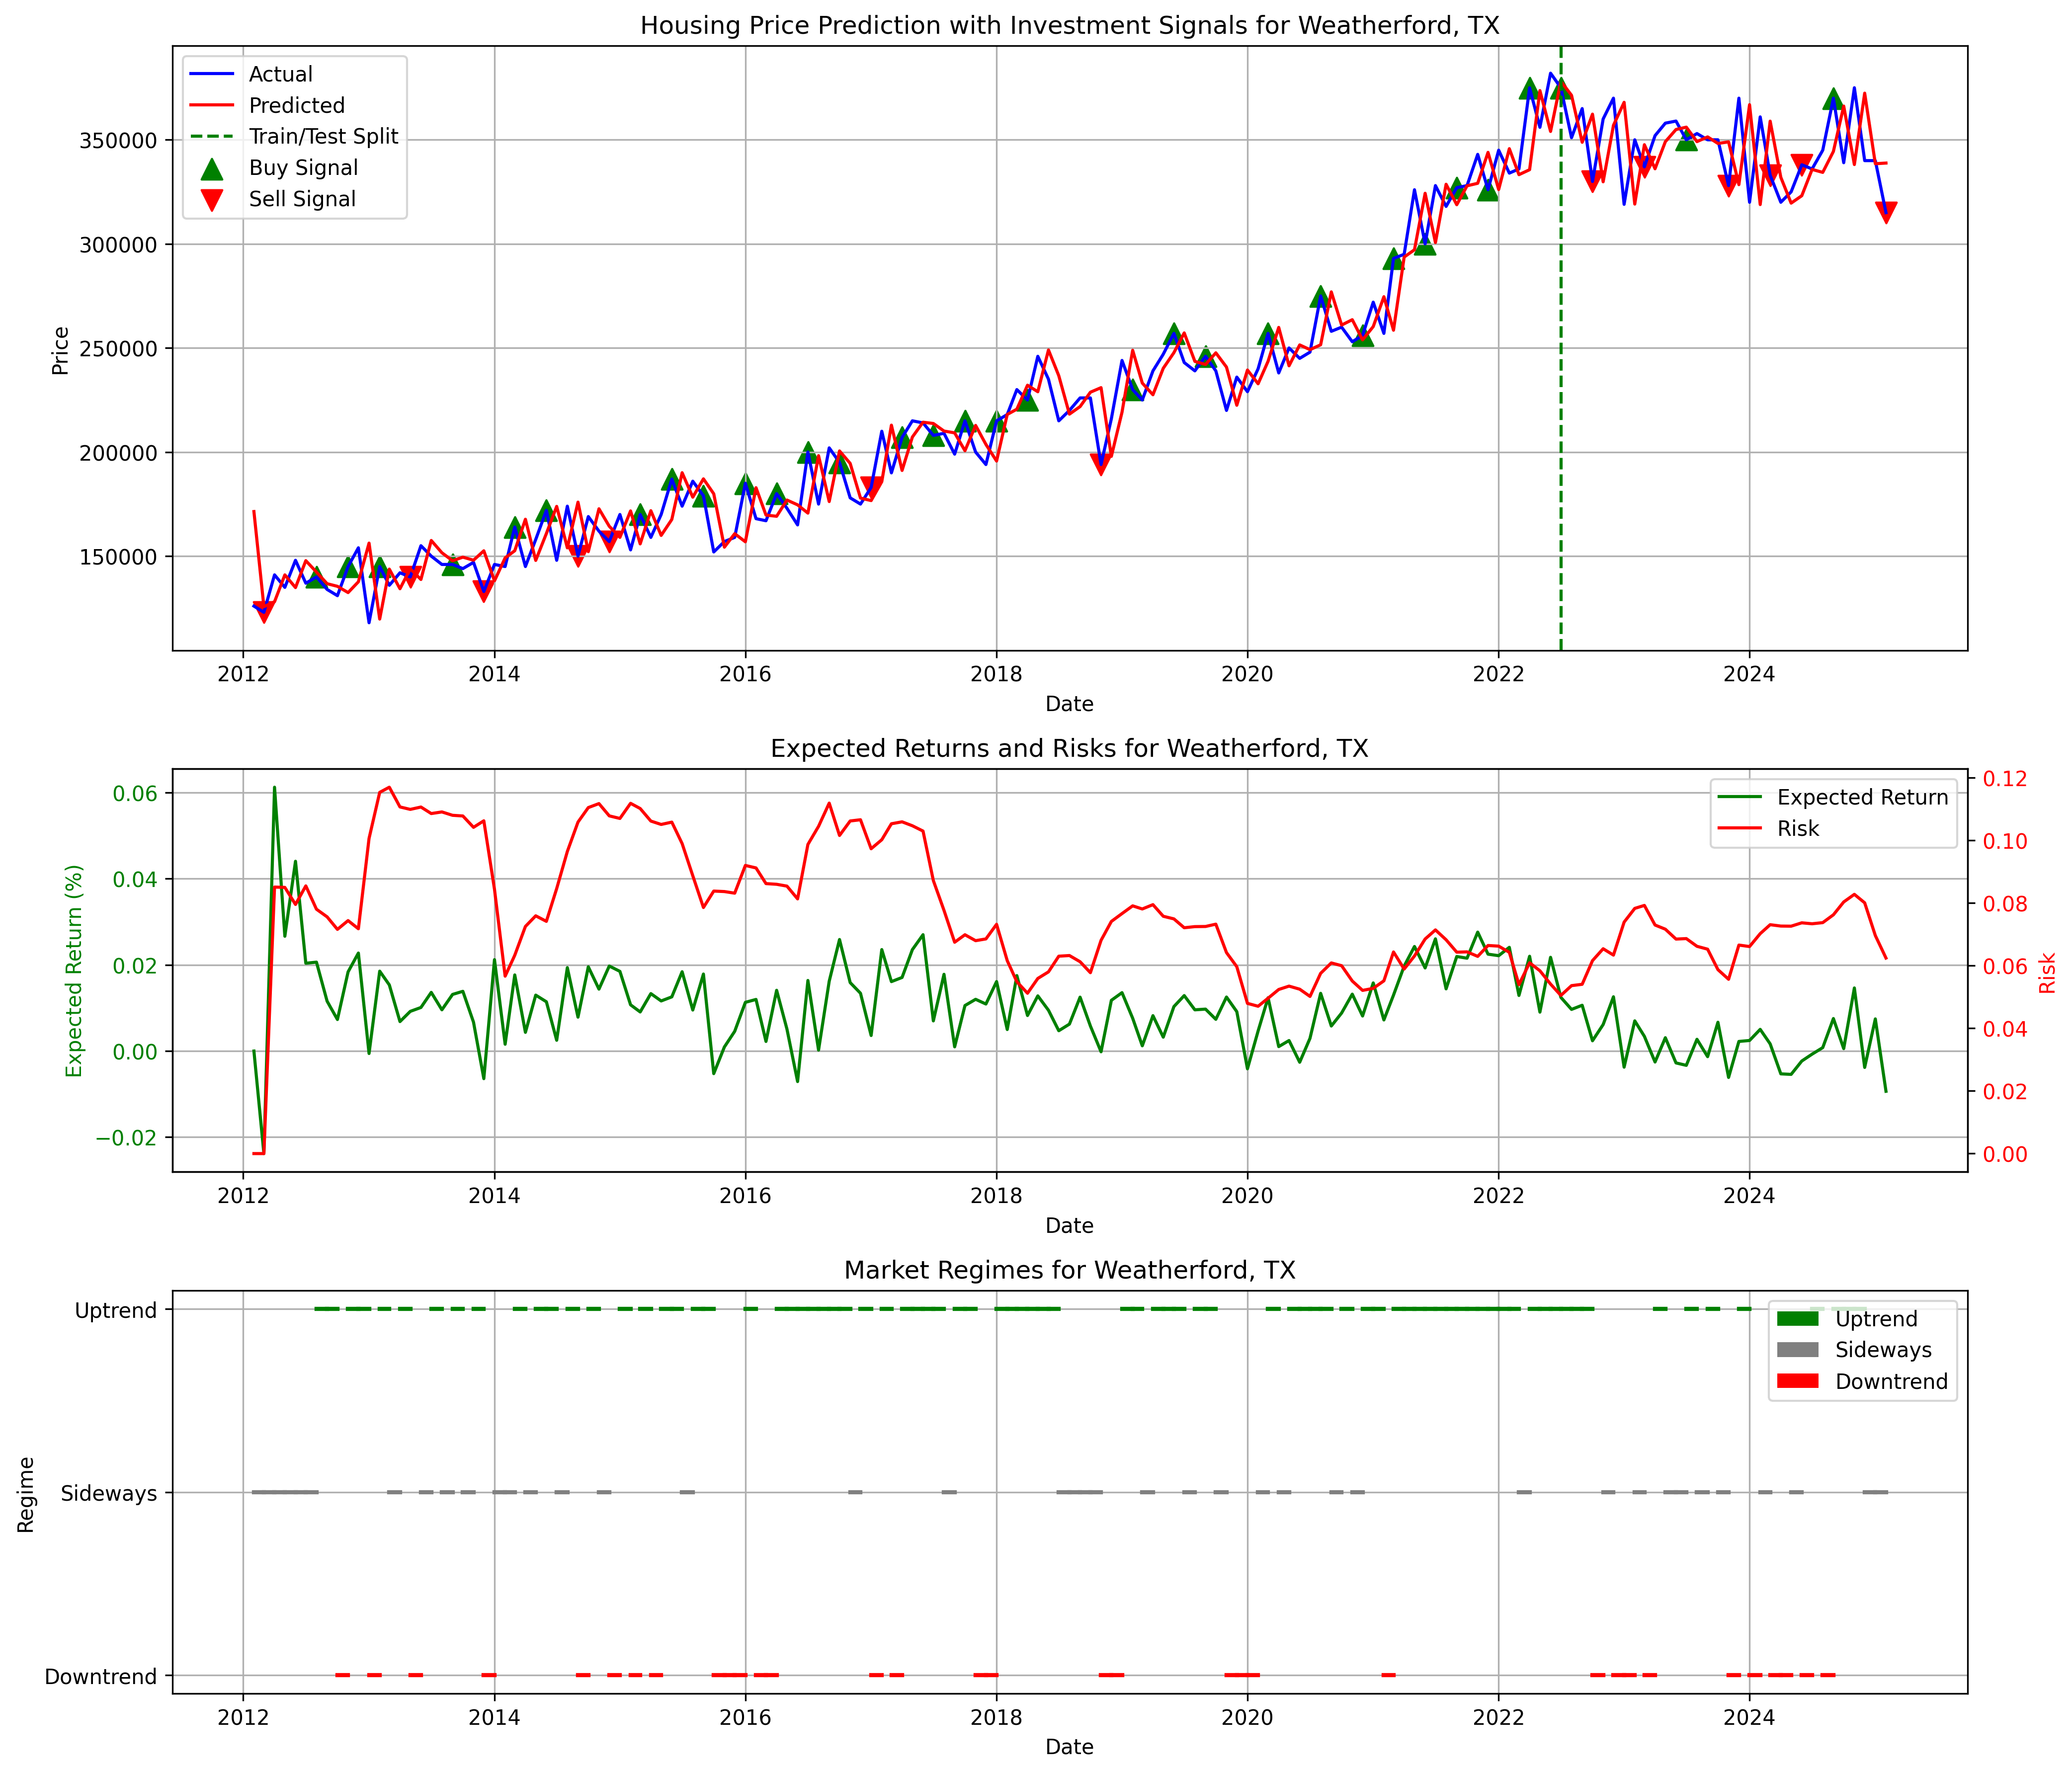 Housing Price Prediction with Investment Signals for Weatherford, TX
Actual
Predicted
Train/Test Split
Buy Signal
Sell Signal
350000
300000
250000
200000
150000
Price
2012 2014 2016 2018 2020 2022 2024
Date
Expected Returns and Risks for Weatherford, TX
Expected Return
Risk
0.06
0.04
0.02
0.00
−0.02
Expected Return (%)
0.12
0.10
0.08
0.06
0.04
0.02
0.00
Risk
2012 2014 2016 2018 2020 2022 2024
Date
Market Regimes for Weatherford, TX
Uptrend
Sideways
Downtrend
Uptrend
Sideways
Downtrend
Regime
2012 2014 2016 2018 2020 2022 2024
Date